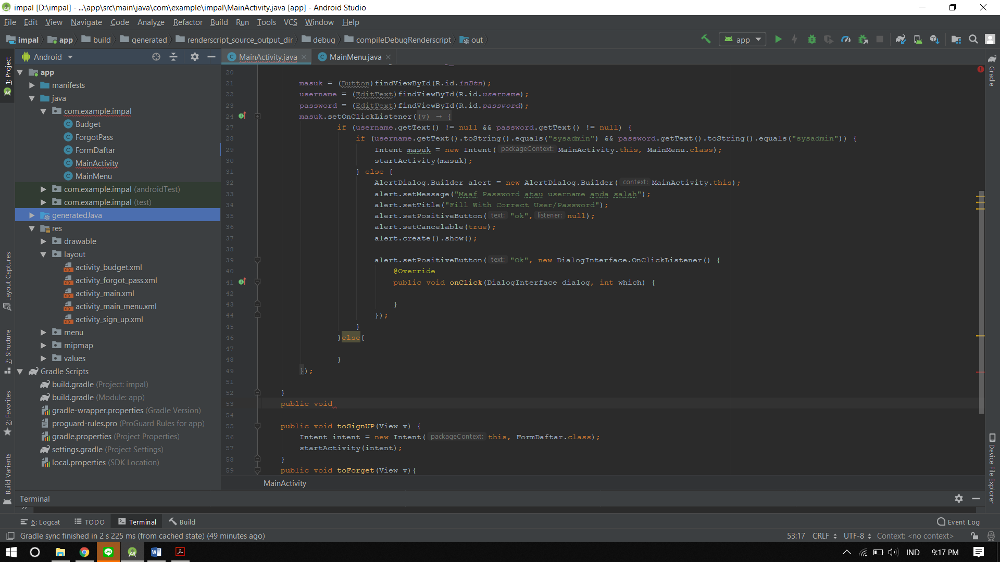 impal [D:\impal] - ...\app\src\main\java\com\example\impal\MainActivity.java [app] - Android Studio
File Edit View Navigate Code Analyze Refactor Build Run Tools VCS Window Help
impal app build generated renderscript_source_output_dir debug compileDebugRenderscript out app
Android
MainActivity.java MainMenu.java
1: Project
Layout Captures
7: Structure
2: Favorites
Build Variants
app
manifests
java
com.example.impal
Budget
ForgotPass
FormDaftar
MainActivity
MainMenu
com.example.impal (androidTest)
com.example.impal (test)
generatedJava
res
drawable
layout
activity_budget.xml
activity_forgot_pass.xml
activity_main.xml
activity_main_menu.xml
activity_sign_up.xml
menu
mipmap
values
Gradle Scripts
build.gradle (Project: impal)
build.gradle (Module: app)
gradle-wrapper.properties (Gradle Version)
proguard-rules.pro (ProGuard Rules for app)
gradle.properties (Project Properties)
settings.gradle (Project Settings)
local.properties (SDK Location)
20
21 masuk = (Button)findViewById(R.id.inBtn);
22 username = (EditText)findViewById(R.id.username);
23 password = (EditText)findViewById(R.id.password);
24 masuk.setOnClickListener((v) → {
27 if (username.getText() != null && password.getText() != null) {
28 if (username.getText().toString().equals("sysadmin") && password.getText().toString().equals("sysadmin")) {
29 Intent masuk = new Intent( packageContext: MainActivity.this, MainMenu.class);
30 startActivity(masuk);
31 } else {
32 AlertDialog.Builder alert = new AlertDialog.Builder( context: MainActivity.this);
33 alert.setMessage("Maaf Password atau username anda salah");
34 alert.setTitle("Fill With Correct User/Password");
35 alert.setPositiveButton( text: "ok", listener: null);
36 alert.setCancelable(true);
37 alert.create().show();
38
39 alert.setPositiveButton( text: "Ok", new DialogInterface.OnClickListener() {
40 @Override
41 public void onClick(DialogInterface dialog, int which) {
42
43 }
44 });
45 }
46 }else{
47
48 }
49 });
51
52 }
53 public void
54
55 public void toSignUP(View v) {
56 Intent intent = new Intent( packageContext: this, FormDaftar.class);
57 startActivity(intent);
58 }
59 public void toForget(View v){
MainActivity
Gradle
Device File Explorer
Terminal
6: Logcat TODO Terminal Build Event Log
Gradle sync finished in 2 s 225 ms (from cached state) (49 minutes ago) 53:17 CRLF UTF-8 Context: <no context>
IND 9:17 PM